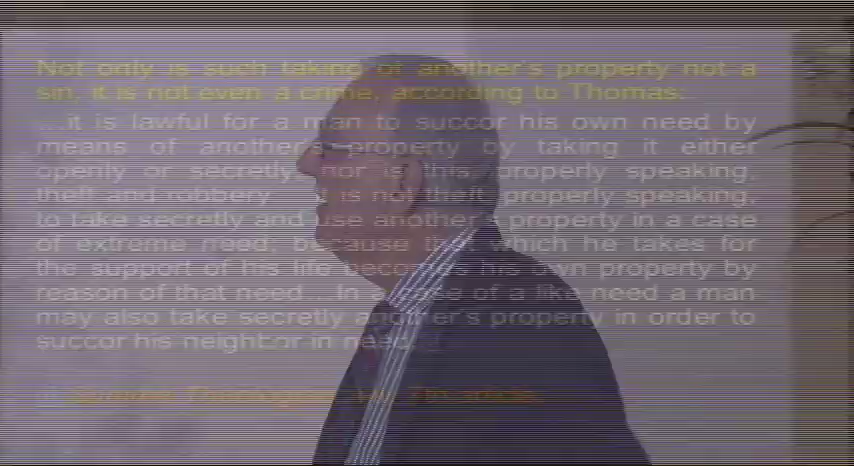 Not only is such taking of another's property not a
sin, it is not even a crime, according to Thomas:
...it is lawful for a man to succor his own need by
means of another's property by taking it either
openly or secretly; nor is this properly speaking,
theft and robbery It is not theft, properly speaking,
to take secretly and use another's property in a case
of extreme need; because that which he takes for
the support of his life becomes his own property by
reason of that need...In a case of a like need a man
may also take secretly another's property in order to
succor his neighbor in need.
Summa Theologiae, 7th article.